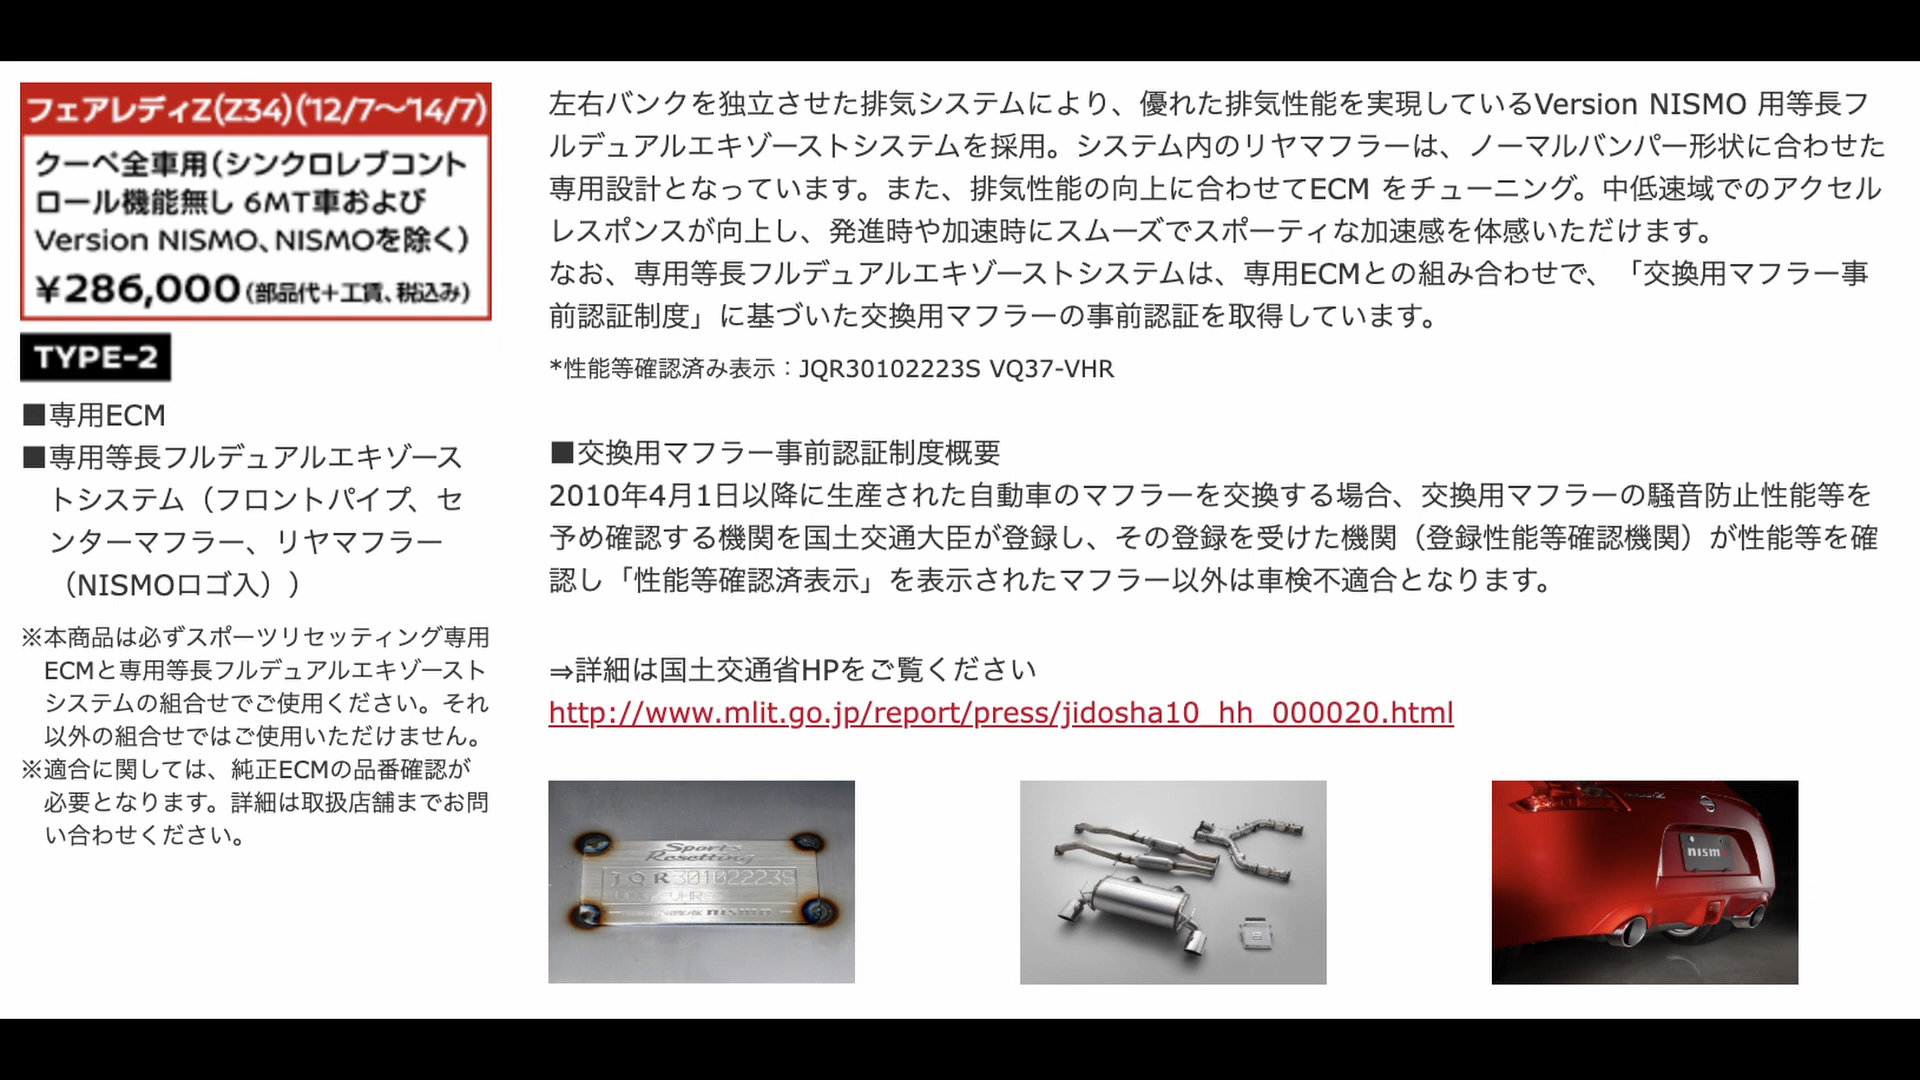 フェアレディZ(Z34)('12/7〜'14/7)
クーペ全車用(シンクロレブコント
ロール機能無し 6MT車および
Version NISMO、NISMOを除く)
¥286,000(部品代+工賃、税込み)
TYPE-2
■専用ECM
■専用等長フルデュアルエキゾース
トシステム（フロントパイプ、セ
ンターマフラー、リヤマフラー
（NISMOロゴ入））
※本商品は必ずスポーツリセッティング専用
ECMと専用等長フルデュアルエキゾースト
システムの組合せでご使用ください。それ
以外の組合せではご使用いただけません。
※適合に関しては、純正ECMの品番確認が
必要となります。詳細は取扱店舗までお問
い合わせください。
左右バンクを独立させた排気システムにより、優れた排気性能を実現しているVersion NISMO 用等長フ
ルデュアルエキゾーストシステムを採用。システム内のリヤマフラーは、ノーマルバンパー形状に合わせた
専用設計となっています。また、排気性能の向上に合わせてECM をチューニング。中低速域でのアクセル
レスポンスが向上し、発進時や加速時にスムーズでスポーティな加速感を体感いただけます。
なお、専用等長フルデュアルエキゾーストシステムは、専用ECMとの組み合わせで、「交換用マフラー事
前認証制度」に基づいた交換用マフラーの事前認証を取得しています。
*性能等確認済み表示：JQR30102223S VQ37-VHR
■交換用マフラー事前認証制度概要
2010年4月1日以降に生産された自動車のマフラーを交換する場合、交換用マフラーの騒音防止性能等を
予め確認する機関を国土交通大臣が登録し、その登録を受けた機関（登録性能等確認機関）が性能等を確
認し「性能等確認済表示」を表示されたマフラー以外は車検不適合となります。
⇒詳細は国土交通省HPをご覧ください
http://www.mlit.go.jp/report/press/jidosha10_hh_000020.html
Sports
Resetting
JQR30102223S
nismo
nismo